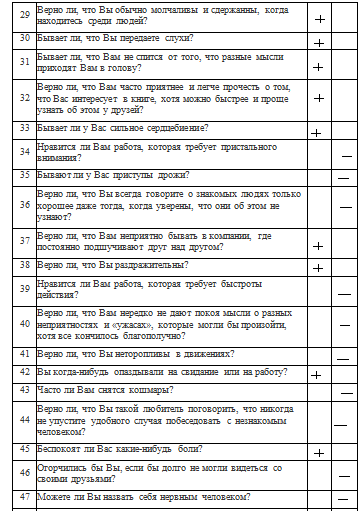 29 Верно ли, что Вы обычно молчаливы и сдержанны, когда +
находитесь среди людей?
30 Бывает ли, что Вы передаете слухи? +
31 Бывает ли, что Вам не спится от того, что разные мысли +
приходят Вам в голову?
32 Верно ли, что Вам часто приятнее и легче прочесть о том, +
что Вас интересует в книге, хотя можно быстрее и проще
узнать об этом у друзей?
33 Бывает ли у Вас сильное сердцебиение? +
34 Нравится ли Вам работа, которая требует пристального —
внимания?
35 Бывают ли у Вас приступы дрожи? —
36 Верно ли, что Вы всегда говорите о знакомых людях только —
хорошее даже тогда, когда уверены, что они об этом не
узнают?
37 Верно ли, что Вам неприятно бывать в компании, где +
постоянно подшучивают друг над другом?
38 Верно ли, что Вы раздражительны? +
39 Нравится ли Вам работа, которая требует быстроты —
действия?
40 Верно ли, что Вам нередко не дают покоя мысли о разных —
неприятностях и «ужасах», которые могли бы произойти,
хотя все кончилось благополучно?
41 Верно ли, что Вы неторопливы в движениях? —
42 Вы когда-нибудь опаздывали на свидание или на работу? +
43 Часто ли Вам снятся кошмары? —
44 Верно ли, что Вы такой любитель поговорить, что никогда —
не упустите удобного случая побеседовать с незнакомым
человеком?
45 Беспокоят ли Вас какие-нибудь боли? +
46 Огорчились бы Вы, если бы долго не могли видеться со —
своими друзьями?
47 Можете ли Вы назвать себя нервным человеком? —